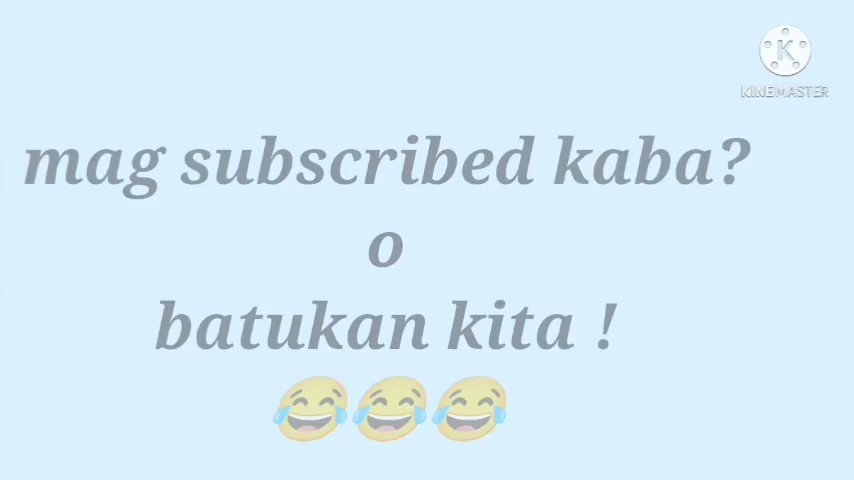 K
KINEMASTER
mag subscribed kaba?
o
batukan kita !
😂😂😂